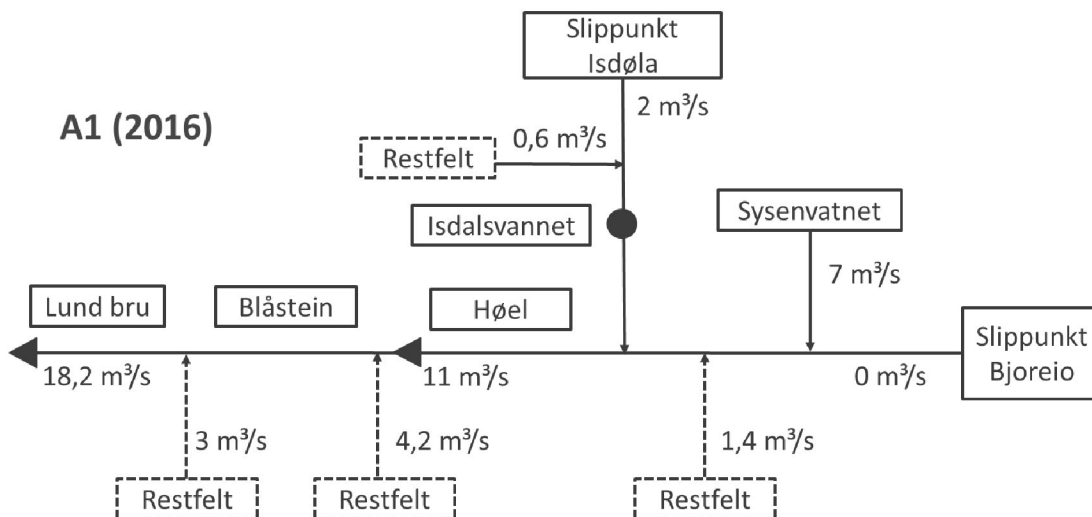 Slippunkt
Isdøla
A1 (2016)
2 m³/s
0,6 m³/s
Restfelt
Isdalsvannet
Sysenvatnet
7 m³/s
Lund bru
Blåstein
Høel
Slippunkt
Bjoreio
18,2 m³/s
11 m³/s
0 m³/s
3 m³/s
4,2 m³/s
1,4 m³/s
Restfelt
Restfelt
Restfelt